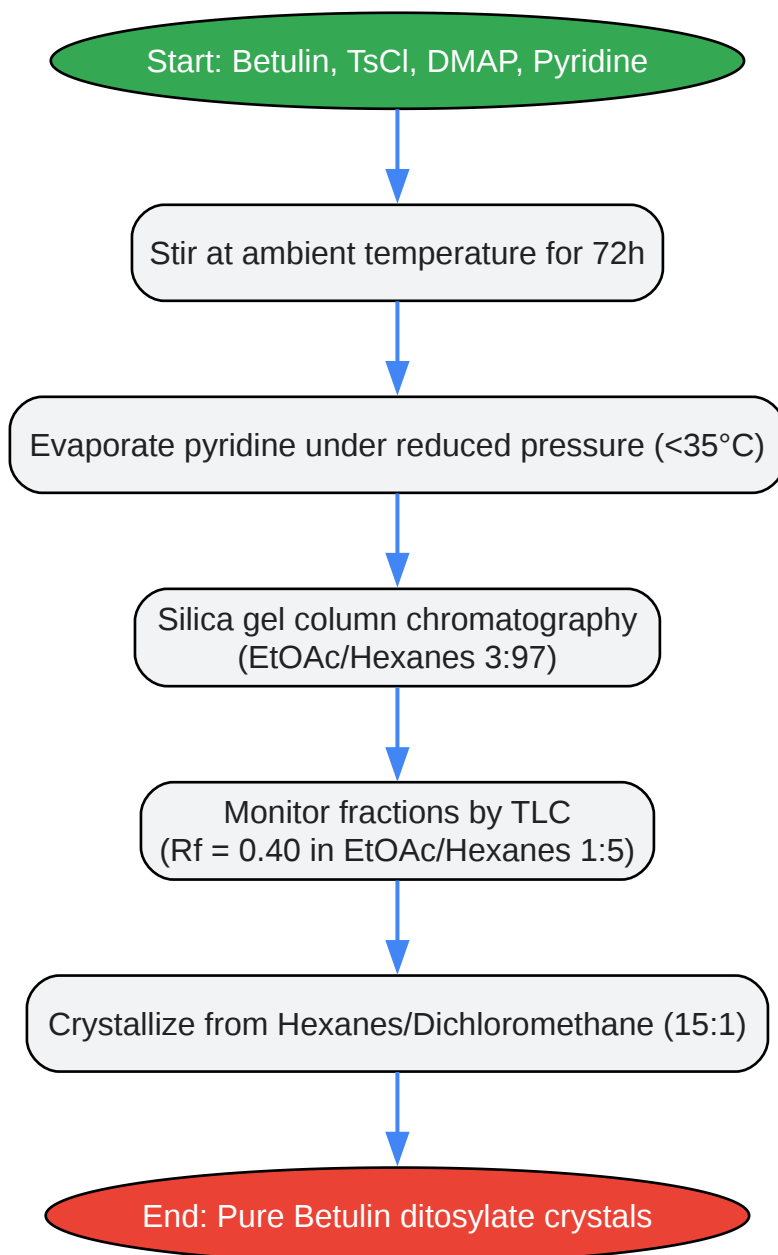 Start: Betulin, TsCl, DMAP, Pyridine
Stir at ambient temperature for 72h
Evaporate pyridine under reduced pressure (<35°C)
Silica gel column chromatography
(EtOAc/Hexanes 3:97)
Monitor fractions by TLC
(Rf = 0.40 in EtOAc/Hexanes 1:5)
Crystallize from Hexanes/Dichloromethane (15:1)
End: Pure Betulin ditosylate crystals